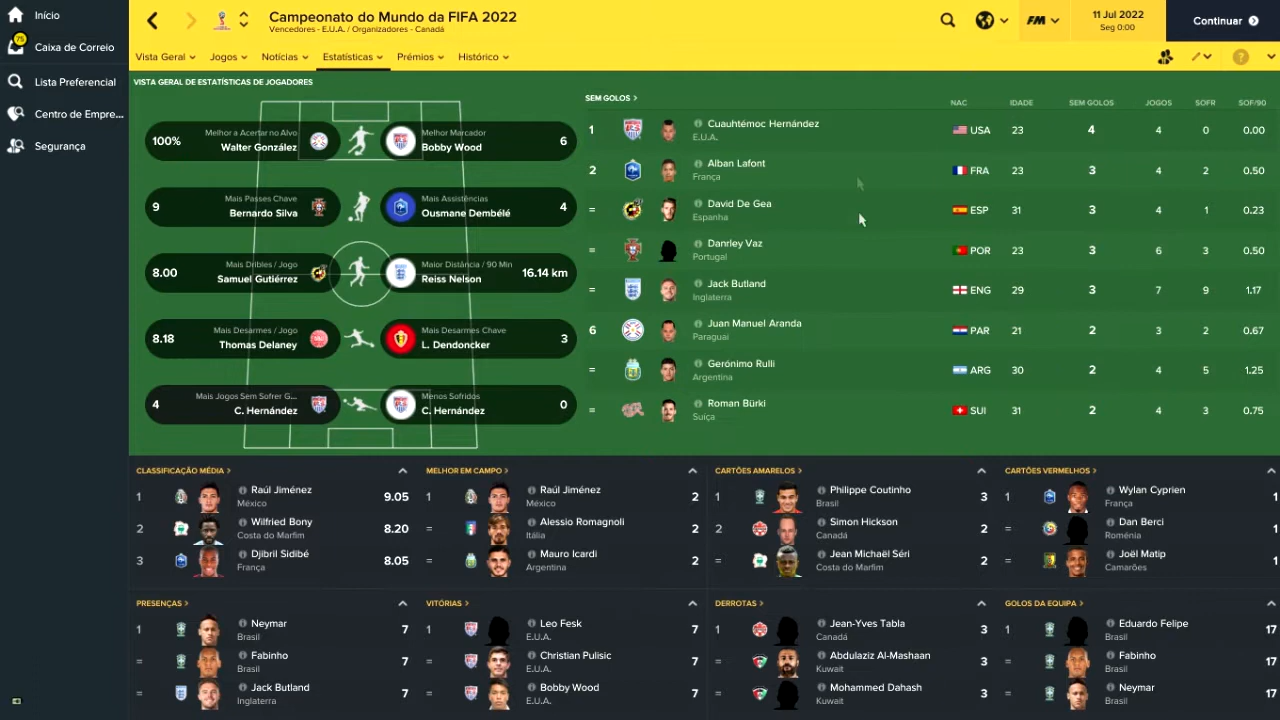 Início
75
Caixa de Correio
Lista Preferencial
Centro de Empre...
Segurança
Campeonato do Mundo da FIFA 2022
Vencedores - E.U.A. / Organizadores - Canadá
FM
11 Jul 2022
Seg 0:00
Continuar
Vista Geral
Jogos
Notícias
Estatísticas
Prémios
Histórico
?
VISTA GERAL DE ESTATÍSTICAS DE JOGADORES
100% Melhor a Acertar no Alvo
Walter González
Melhor Marcador
Bobby Wood 6
9 Mais Passes Chave
Bernardo Silva
Mais Assistências
Ousmane Dembélé 4
8.00 Mais Dribles / Jogo
Samuel Gutiérrez
Maior Distância / 90 Min
Reiss Nelson 16.14 km
8.18 Mais Desarmes / Jogo
Thomas Delaney
Mais Desarmes Chave
L. Dendoncker 3
4 Mais Jogos Sem Sofrer G...
C. Hernández
Menos Sofridos
C. Hernández 0
SEM GOLOS > NAC IDADE SEM GOLOS JOGOS SOFR SOF/90
1 Cuauhtémoc Hernández USA 23 4 4 0 0.00
E.U.A.
2 Alban Lafont FRA 23 3 4 2 0.50
França
= David De Gea ESP 31 3 4 1 0.23
Espanha
= Danrley Vaz POR 23 3 6 3 0.50
Portugal
= Jack Butland ENG 29 3 7 9 1.17
Inglaterra
6 Juan Manuel Aranda PAR 21 2 3 2 0.67
Paraguai
= Gerónimo Rulli ARG 30 2 4 5 1.25
Argentina
= Roman Bürki SUI 31 2 4 3 0.75
Suiça
CLASSIFICAÇÃO MÉDIA >
1 Raúl Jiménez 9.05
México
2 Wilfried Bony 8.20
Costa do Marfim
3 Djibril Sidibé 8.05
França
MELHOR EM CAMPO >
1 Raúl Jiménez 2
México
= Alessio Romagnoli 2
Itália
= Mauro Icardi 2
Argentina
CARTÕES AMARELOS >
1 Philippe Coutinho 3
Brasil
2 Simon Hickson 2
Canadá
= Jean Michaël Séri 2
Costa do Marfim
CARTÕES VERMELHOS >
1 Wylan Cyprien 1
França
= Dan Berci 1
Roménia
= Joël Matip 1
Camarões
PRESENÇAS >
1 Neymar 7
Brasil
= Fabinho 7
Brasil
= Jack Butland 7
Inglaterra
VITÓRIAS >
1 Leo Fesk 7
E.U.A.
= Christian Pulisic 7
E.U.A.
= Bobby Wood 7
E.U.A.
DERROTAS >
1 Jean-Yves Tabla 3
Canadá
= Abdulaziz Al-Mashaan 3
Kuwait
= Mohammed Dahash 3
Kuwait
GOLOS DA EQUIPA >
1 Eduardo Felipe 17
Brasil
= Fabinho 17
Brasil
= Neymar 17
Brasil